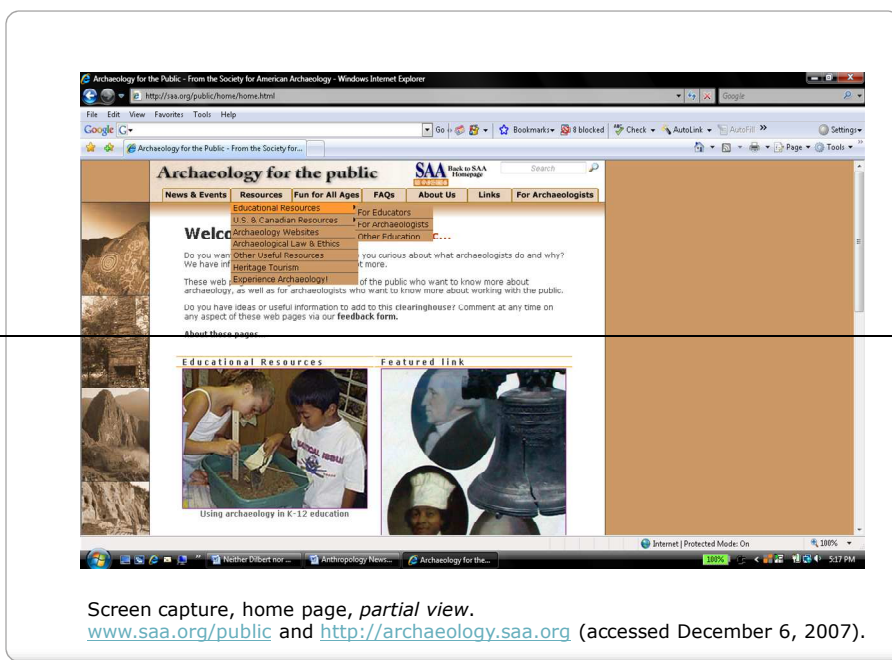 Archaeology for the Public - From the Society for American Archaeology - Windows Internet Explorer
http://saa.org/public/home/home.html
Google
File Edit View Favorites Tools Help
Google G Go Bookmarks 8 blocked Check AutoLink AutoFill Settings
Archaeology for the Public - From the Society for... Page Tools
Archaeology for the public SAA Back to SAA Homepage Search
News & Events Resources Fun for All Ages FAQs About Us Links For Archaeologists
Educational Resources For Educators
U.S. & Canadian Resources For Archaeologists
Archaeology Websites Other Education
Archaeological Law & Ethics
Other Useful Resources
Heritage Tourism
Experience Archaeology!
Welco c...
Do you wan you curious about what archaeologists do and why?
We have inf t more.
These web p of the public who want to know more about
archaeology, as well as for archaeologists who want to know more about working with the public.
Do you have ideas or useful information to add to this clearinghouse? Comment at any time on
any aspect of these web pages via our feedback form.
About these pages...
Educational Resources Featured link
Using archaeology in K-12 education
Internet | Protected Mode: On 100%
Neither Dilbert nor ... Anthropology News... Archaeology for the... 100% 5:17 PM
Screen capture, home page, partial view.
www.saa.org/public and http://archaeology.saa.org (accessed December 6, 2007).